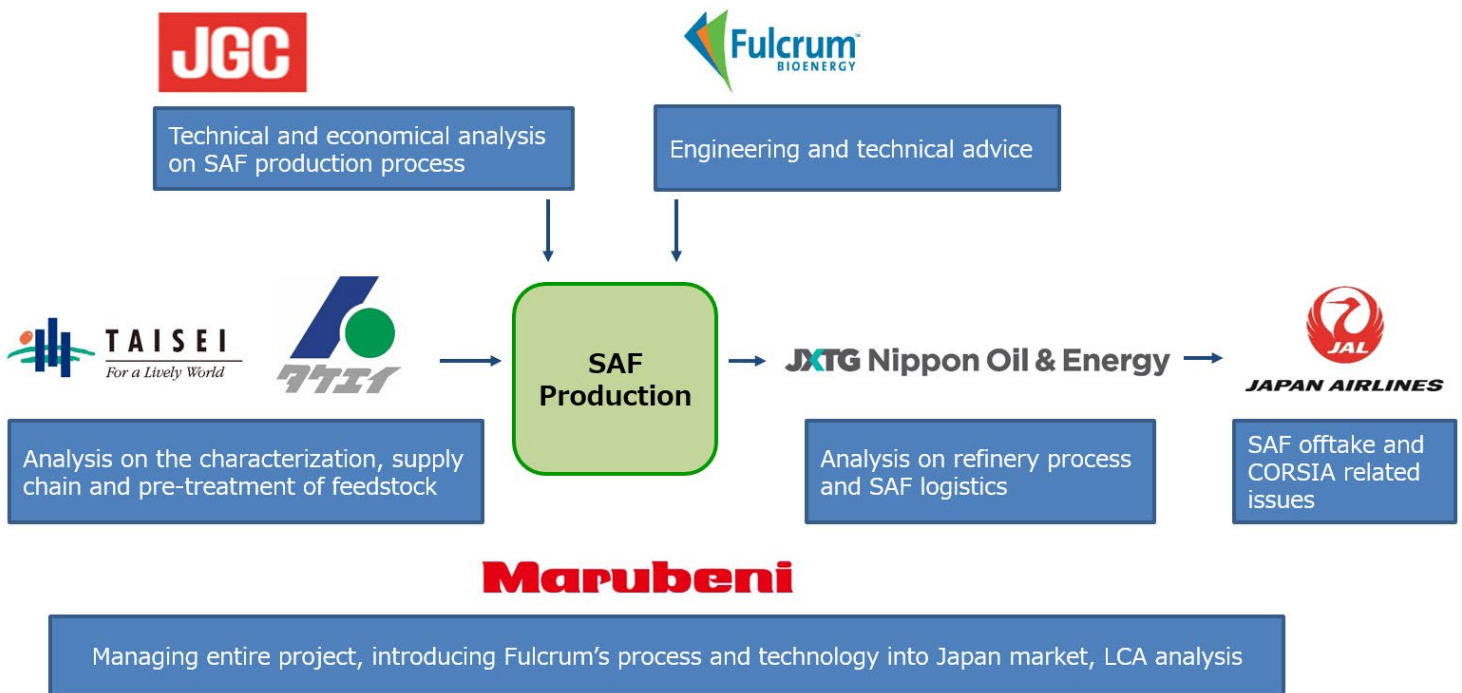 JGC
Fulcrum™
BIOENERGY
Technical and economical analysis
on SAF production process
Engineering and technical advice
TAISEI
For a Lively World
タケエイ
SAF
Production
JXTG Nippon Oil & Energy
JAL
JAPAN AIRLINES
Analysis on the characterization, supply
chain and pre-treatment of feedstock
Analysis on refinery process
and SAF logistics
SAF offtake and
CORSIA related
issues
Marubeni
Managing entire project, introducing Fulcrum’s process and technology into Japan market, LCA analysis